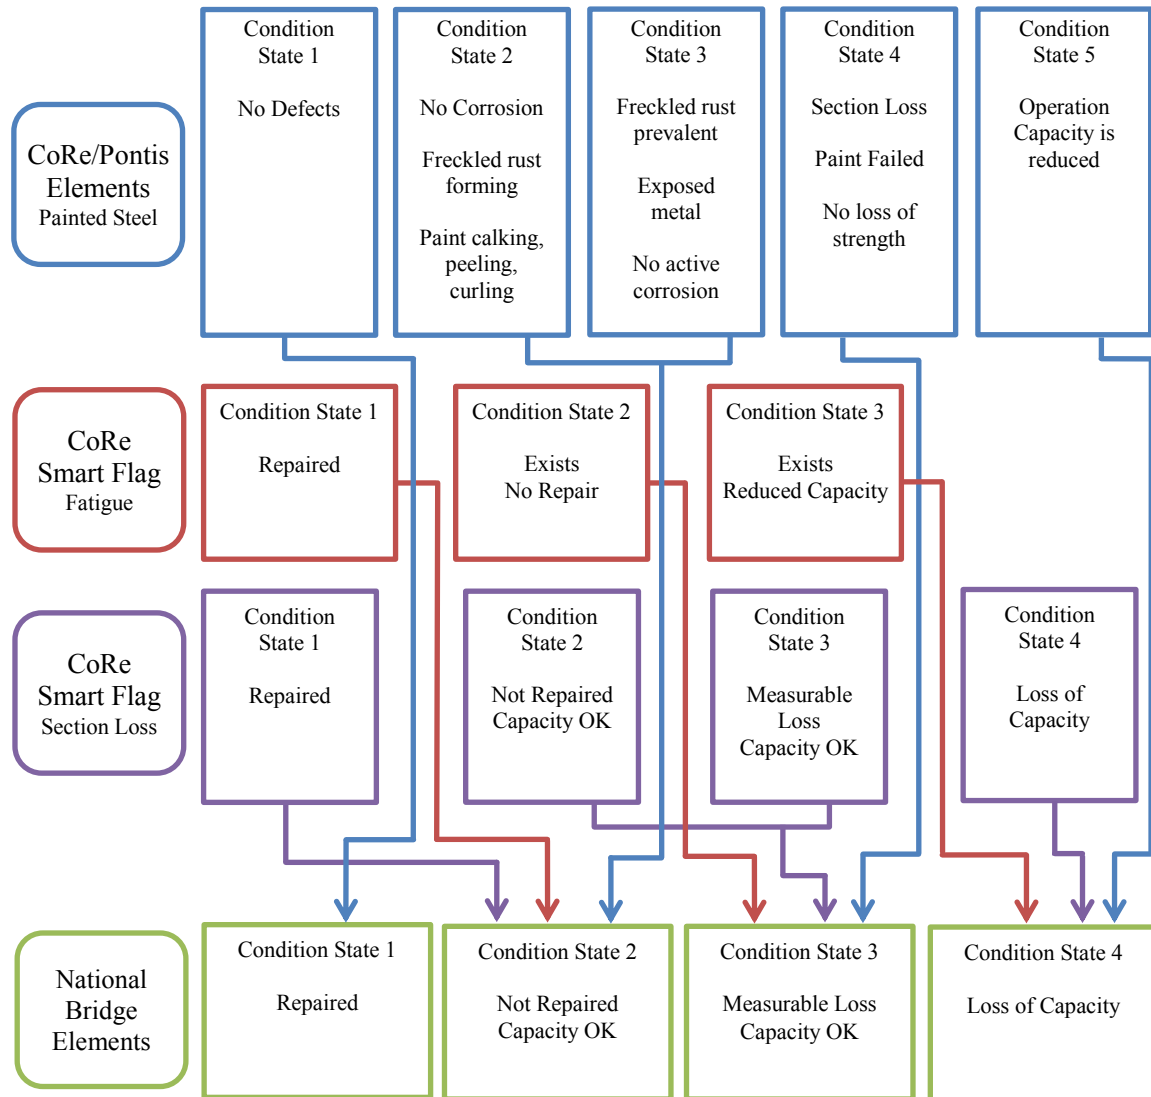 CoRe/Pontis
Elements
Painted Steel
Condition
State 1
No Defects
Condition
State 2
No Corrosion
Freckled rust
forming
Paint calking,
peeling,
curling
Condition
State 3
Freckled rust
prevalent
Exposed
metal
No active
corrosion
Condition
State 4
Section Loss
Paint Failed
No loss of
strength
Condition
State 5
Operation
Capacity is
reduced
CoRe
Smart Flag
Fatigue
Condition State 1
Repaired
Condition State 2
Exists
No Repair
Condition State 3
Exists
Reduced Capacity
CoRe
Smart Flag
Section Loss
Condition
State 1
Repaired
Condition
State 2
Not Repaired
Capacity OK
Condition
State 3
Measurable
Loss
Capacity OK
Condition
State 4
Loss of
Capacity
National
Bridge
Elements
Condition State 1
Repaired
Condition State 2
Not Repaired
Capacity OK
Condition State 3
Measurable Loss
Capacity OK
Condition State 4
Loss of Capacity